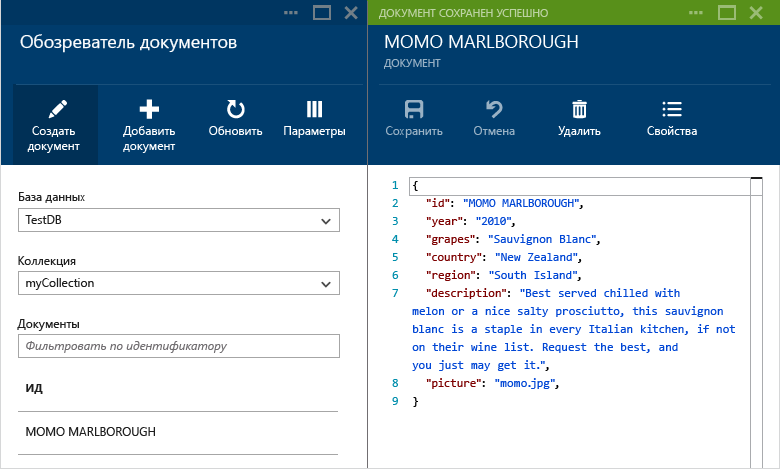 Обозреватель документов
Создать
документ
Добавить
документ
Обновить
Параметры
База данных
TestDB
Коллекция
myCollection
Документы
Фильтровать по идентификатору
ИД
MOMO MARLBOROUGH
ДОКУМЕНТ СОХРАНЕН УСПЕШНО
MOMO MARLBOROUGH
ДОКУМЕНТ
Сохранить
Отмена
Удалить
Свойства
1 {
2 "id": "MOMO MARLBOROUGH",
3 "year": "2010",
4 "grapes": "Sauvignon Blanc",
5 "country": "New Zealand",
6 "region": "South Island",
7 "description": "Best served chilled with
melon or a nice salty prosciutto, this sauvignon
blanc is a staple in every Italian kitchen, if not
on their wine list. Request the best, and
you just may get it.",
8 "picture": "momo.jpg",
9 }